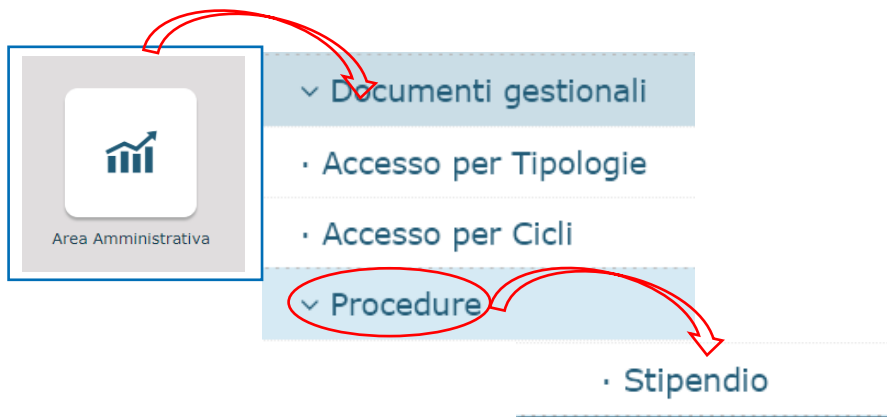 Documenti gestionali
Accesso per Tipologie
Area Amministrativa
Accesso per Cicli
Procedure
Stipendio